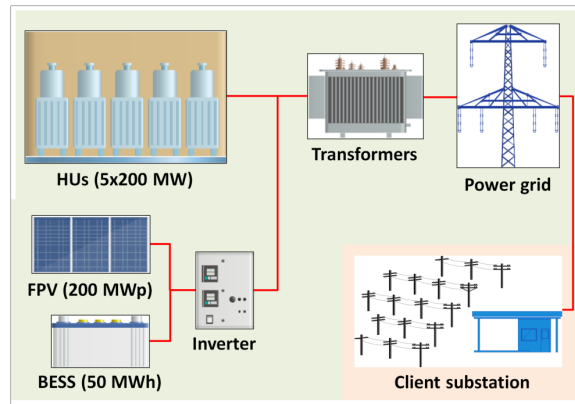 HUs (5x200 MW)
Transformers
Power grid
FPV (200 MWp)
Inverter
BESS (50 MWh)
Client substation